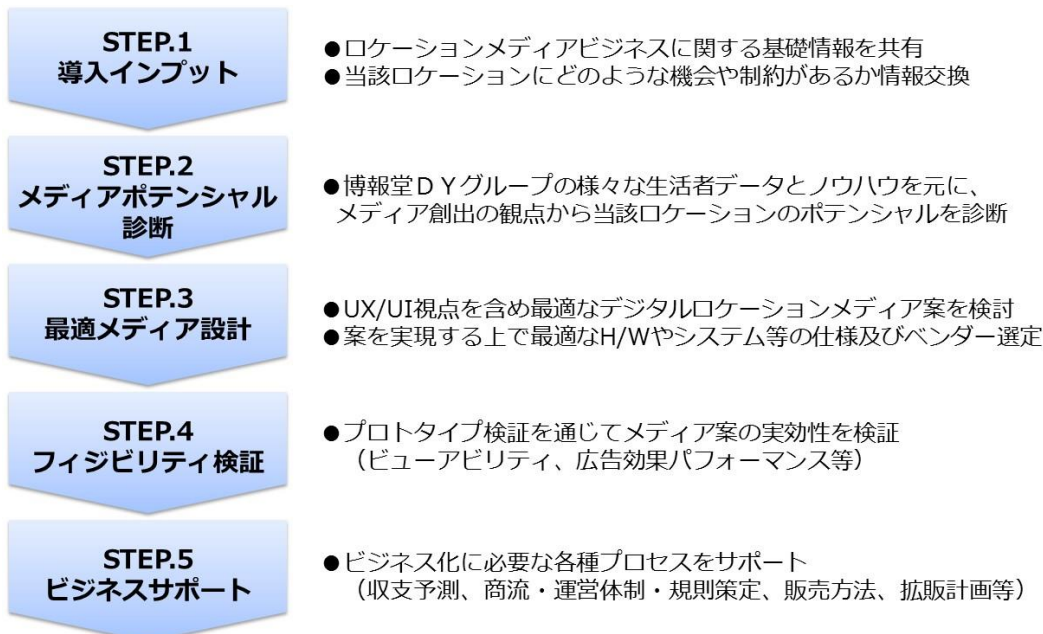 STEP.1
導入インプット
●ロケーションメディアビジネスに関する基礎情報を共有
●当該ロケーションにどのような機会や制約があるか情報交換
STEP.2
メディアポテンシャル
診断
●博報堂ＤＹグループの様々な生活者データとノウハウを元に、
メディア創出の観点から当該ロケーションのポテンシャルを診断
STEP.3
最適メディア設計
●UX/UI視点を含め最適なデジタルロケーションメディア案を検討
●案を実現する上で最適なH/Wやシステム等の仕様及びベンダー選定
STEP.4
フィジビリティ検証
●プロトタイプ検証を通じてメディア案の実効性を検証
（ビューアビリティ、広告効果パフォーマンス等）
STEP.5
ビジネスサポート
●ビジネス化に必要な各種プロセスをサポート
（収支予測、商流・運営体制・規則策定、販売方法、拡販計画等）